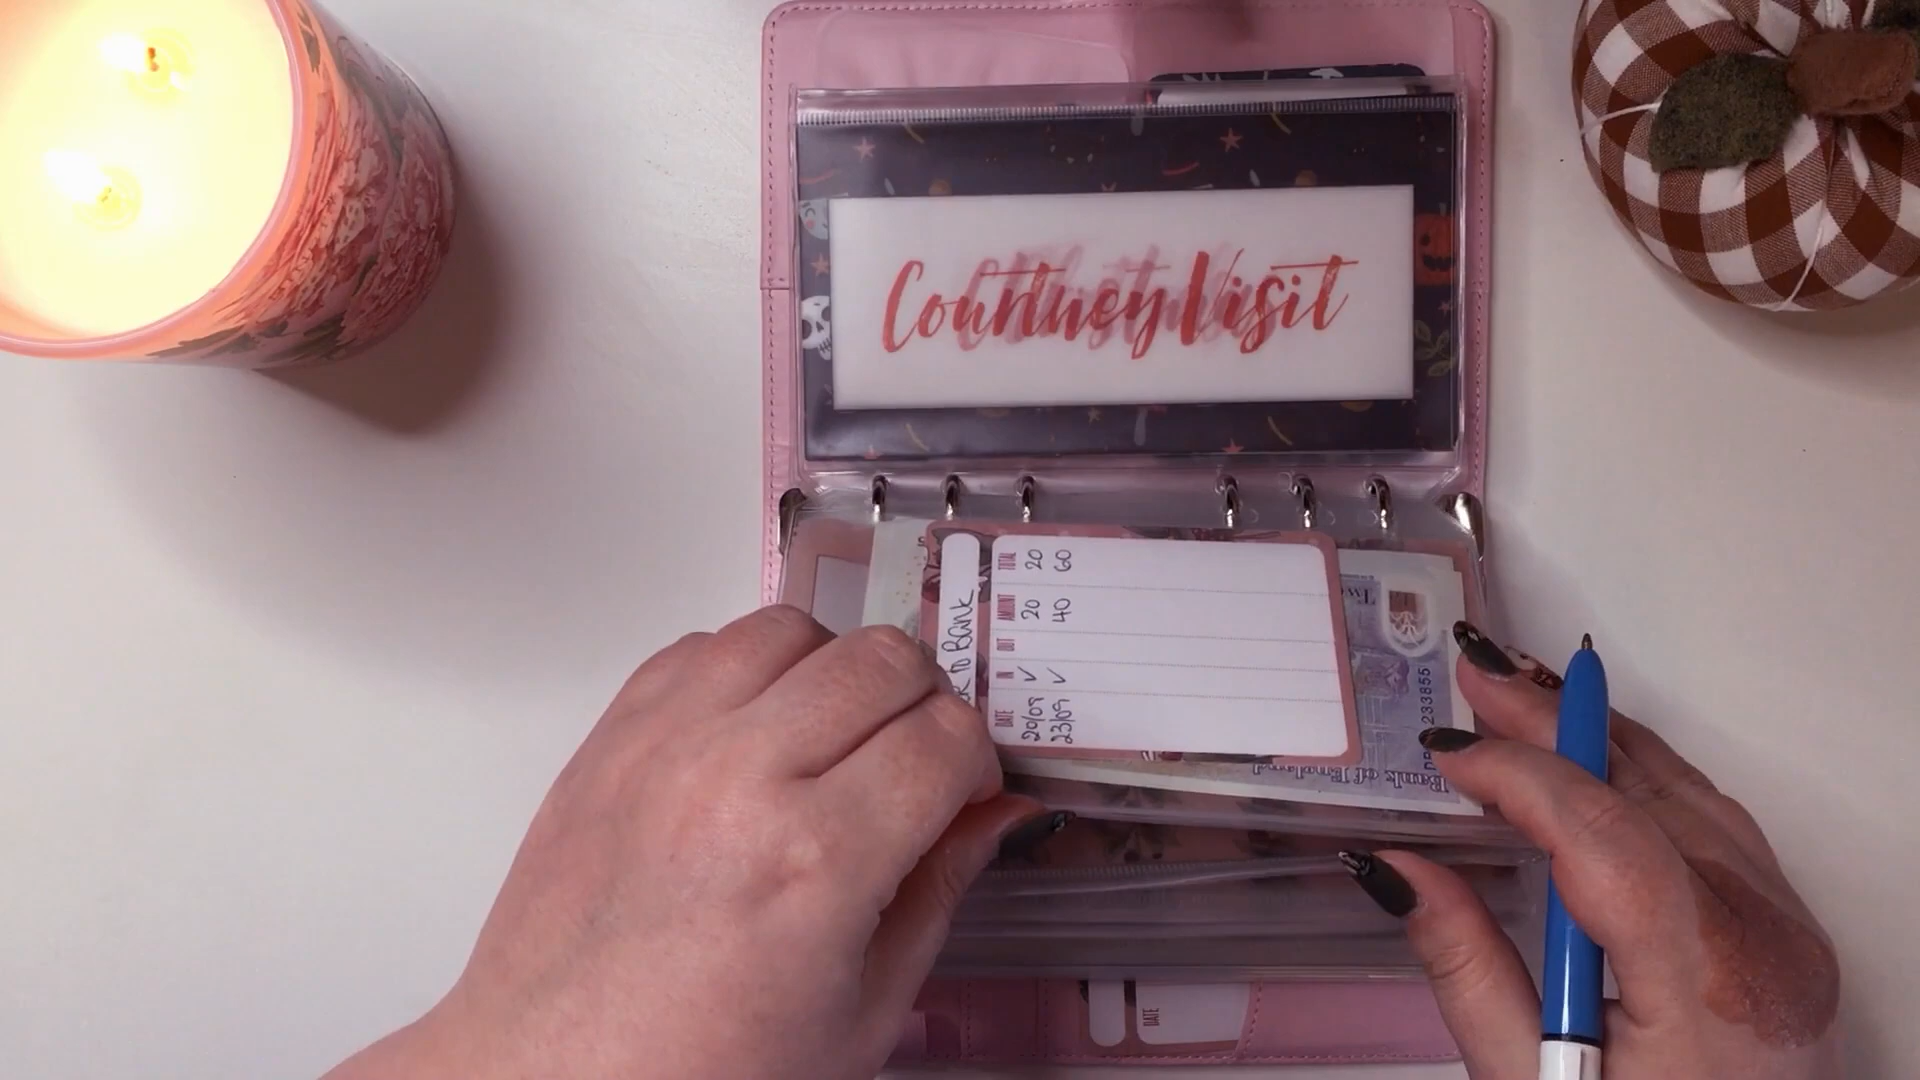 Courtney Visit
to Bank
DATE IN OUT AMOUNT TOTAL
20/09 ✓ 20 20
23/09 ✓ 40 60
Bank of England
233855
DATE